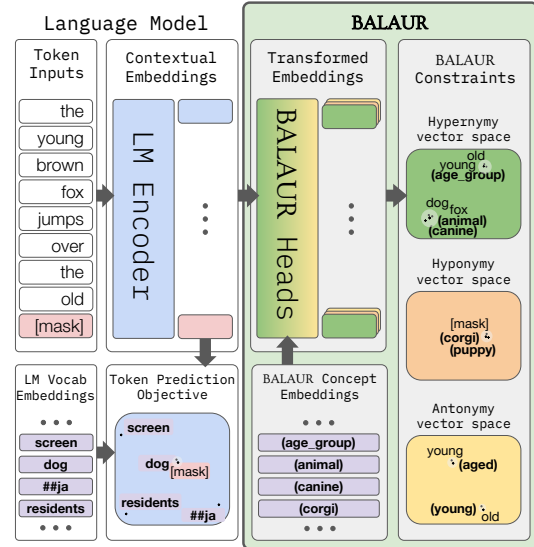 Language Model
BALAUR
Token
Inputs
the
young
brown
fox
jumps
over
the
old
[mask]
Contextual
Embeddings
LM Encoder
Transformed
Embeddings
BALAUR Heads
BALAUR
Constraints
Hypernymy
vector space
old
young
(age_group)
dog
fox
(animal)
(canine)
Hyponymy
vector space
[mask]
(corgi)
(puppy)
Antonymy
vector space
young
(aged)
(young)
old
LM Vocab
Embeddings
screen
dog
##ja
residents
Token Prediction
Objective
screen
dog
[mask]
residents
##ja
BALAUR Concept
Embeddings
(age_group)
(animal)
(canine)
(corgi)